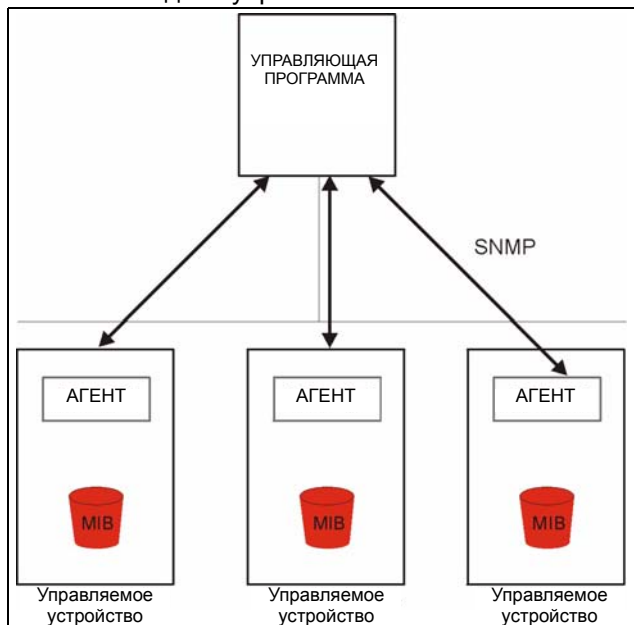 УПРАВЛЯЮЩАЯ
ПРОГРАММА
SNMP
АГЕНТ
АГЕНТ
АГЕНТ
MIB
MIB
MIB
Управляемое
устройство
Управляемое
устройство
Управляемое
устройство